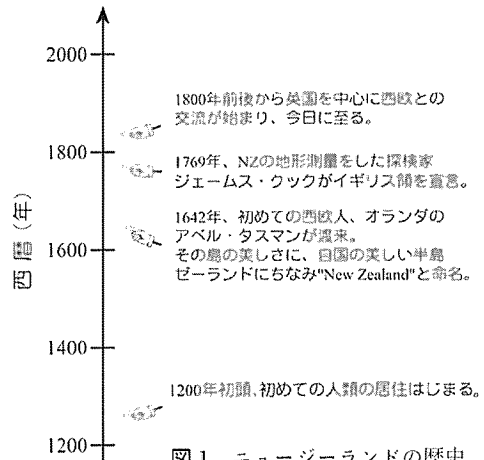 2000
1800年前後から英国を中心に西欧との
交流が始まり、今日に至る。
1800
1769年、NZの地形測量をした探検家
ジェームス・クックがイギリス領を宣言。
西暦(年)
1642年、初めての西欧人、オランダの
アベル・タスマンが渡来。
1600
その島の美しさに、自国の美しい半島
ゼーランドにちなみ"New Zealand"と命名。
1400
1200年初頭、初めての人類の居住はじまる。
1200
図1 ニュージーランドの歴史